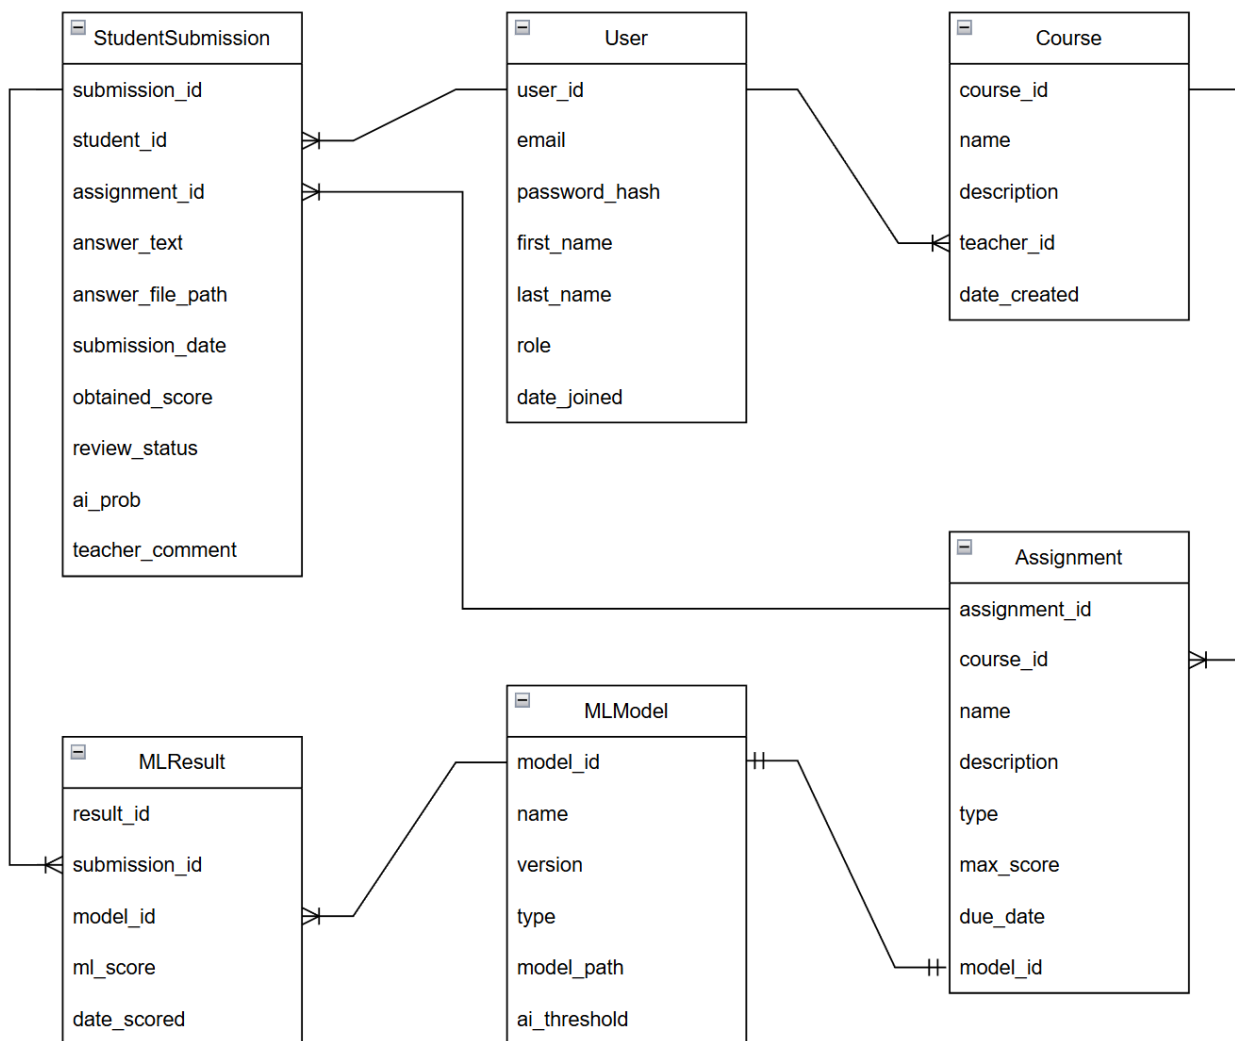 StudentSubmission
submission_id
student_id
assignment_id
answer_text
answer_file_path
submission_date
obtained_score
review_status
ai_prob
teacher_comment
User
user_id
email
password_hash
first_name
last_name
role
date_joined
Course
course_id
name
description
teacher_id
date_created
Assignment
assignment_id
course_id
name
description
type
max_score
due_date
model_id
MLModel
model_id
name
version
type
model_path
ai_threshold
MLResult
result_id
submission_id
model_id
ml_score
date_scored